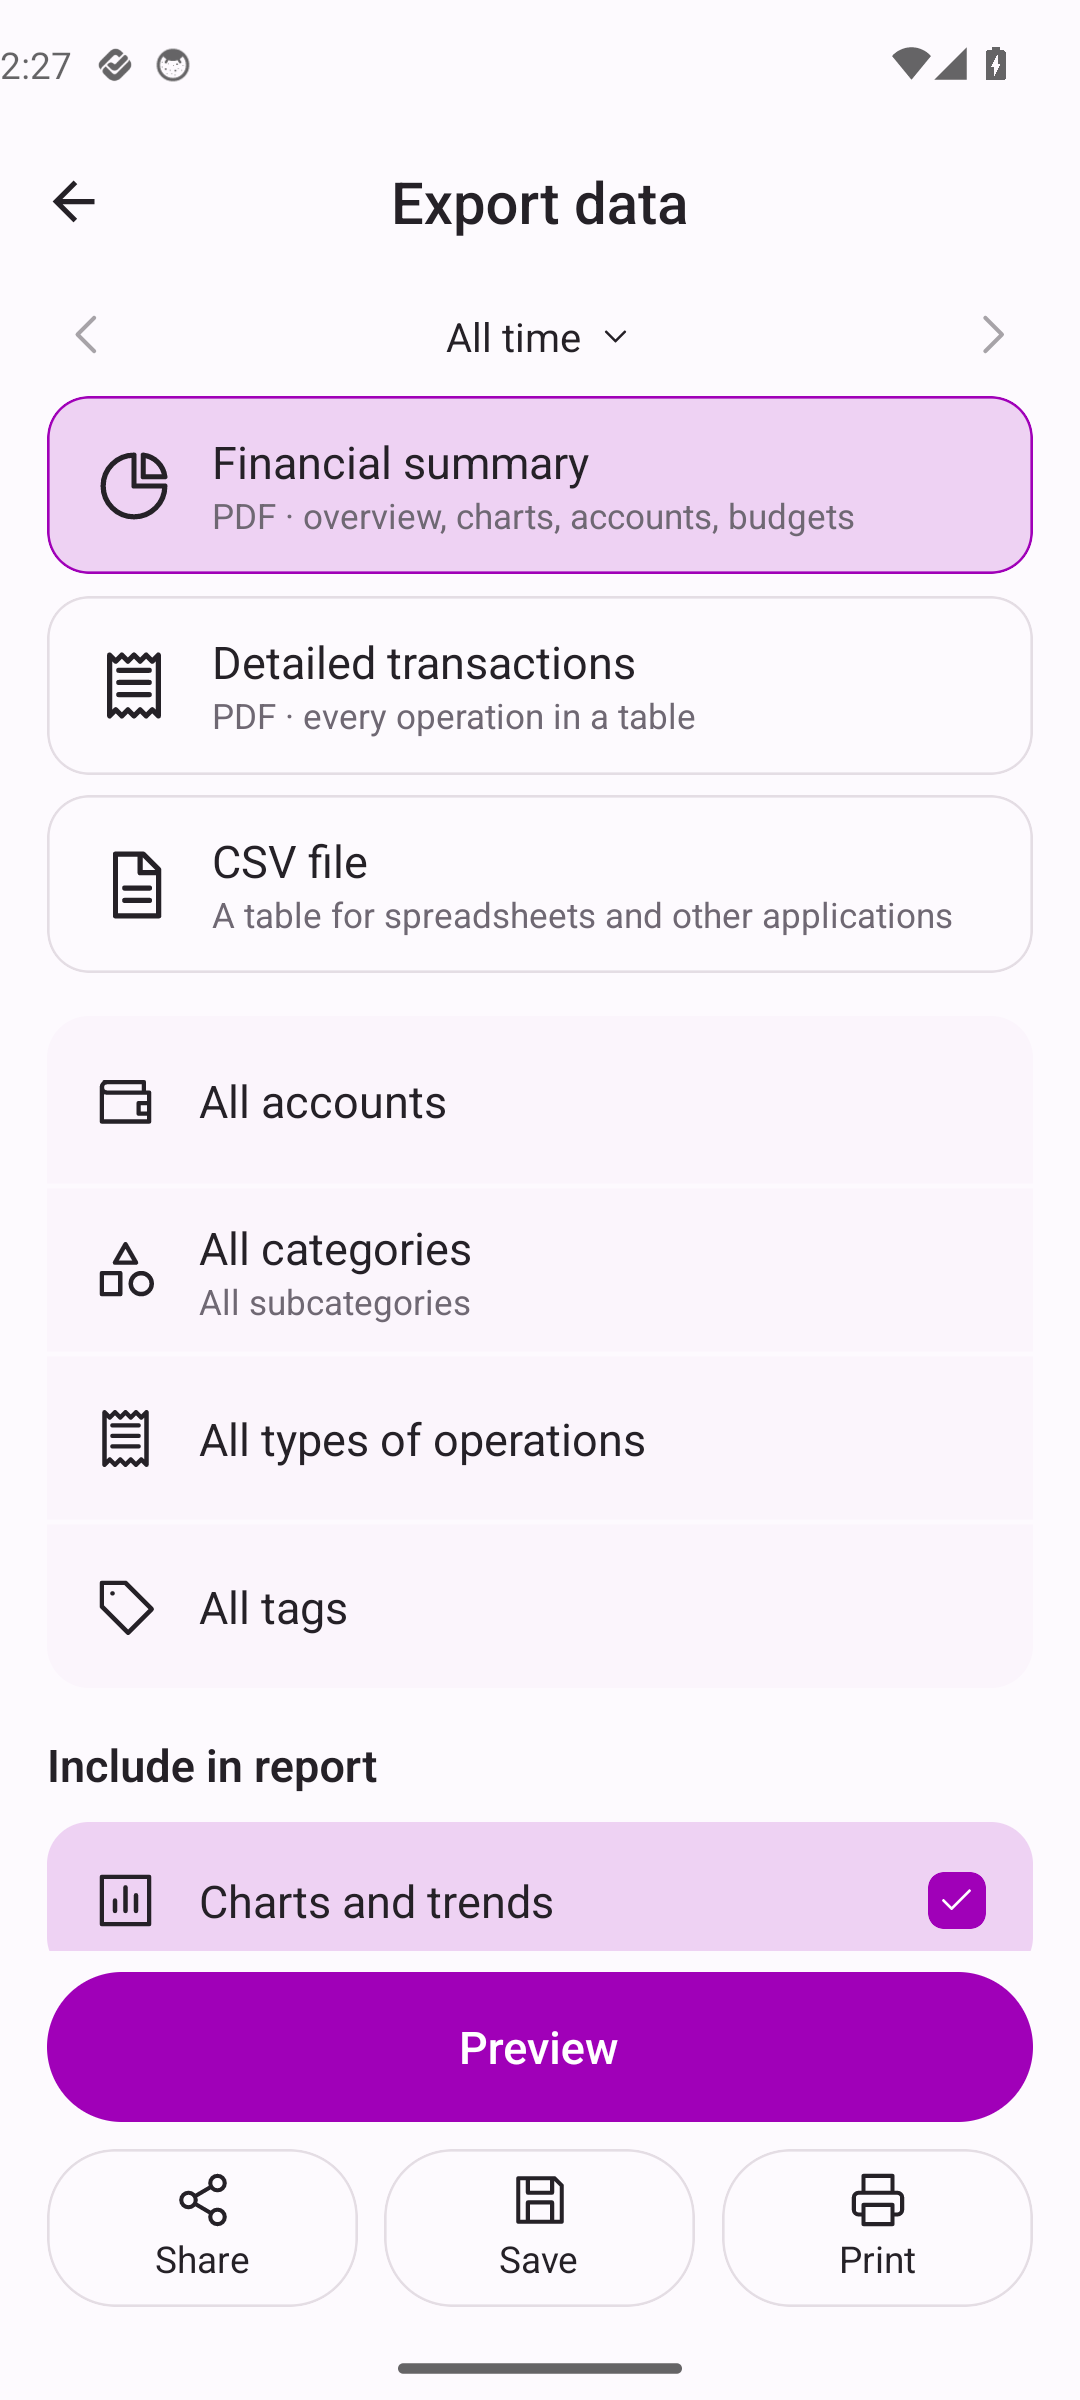 2:27
Export data
All time
Financial summary
PDF · overview, charts, accounts, budgets
Detailed transactions
PDF · every operation in a table
CSV file
A table for spreadsheets and other applications
All accounts
All categories
All subcategories
All types of operations
All tags
Include in report
Charts and trends
Preview
Share
Save
Print